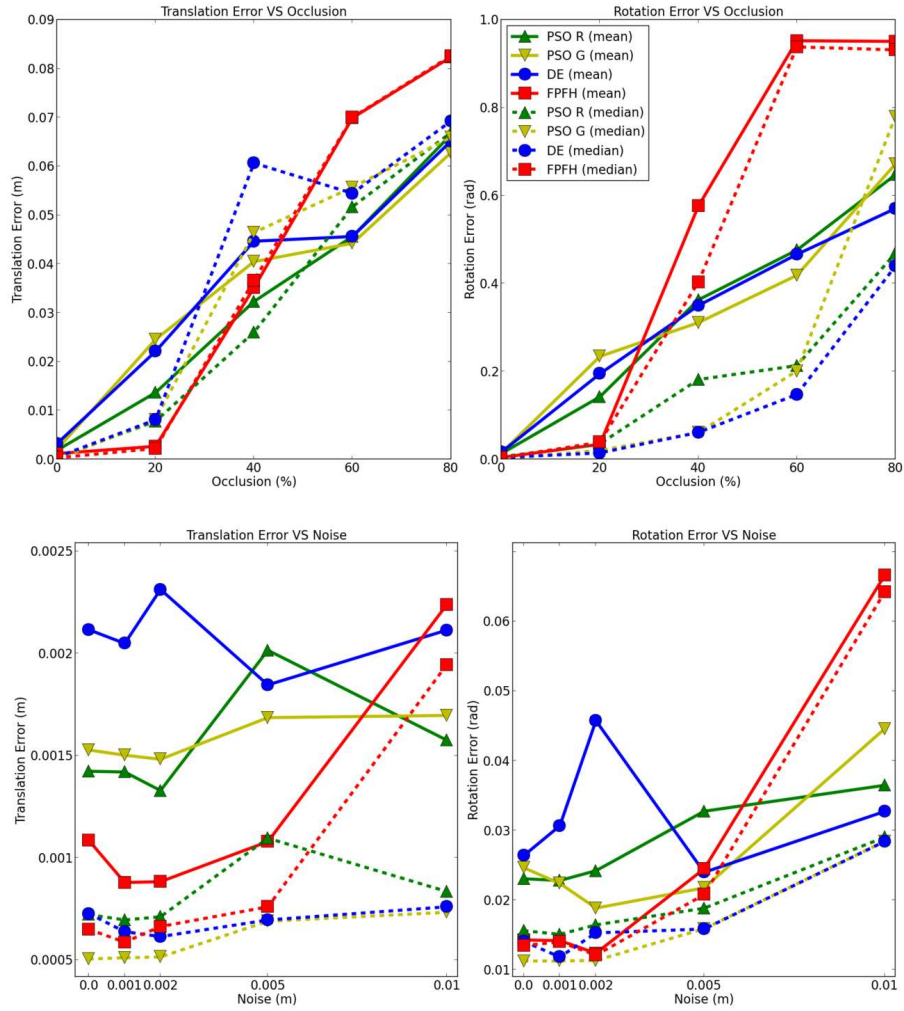 Translation Error VS Occlusion
0.09
0.08
0.07
0.06
0.05
0.04
0.03
0.02
0.01
0.0
0
20
40
60
80
Translation Error (m)
Occlusion (%)
Rotation Error VS Occlusion
1.0
0.8
0.6
0.4
0.2
0.0
0
20
40
60
80
Rotation Error (rad)
Occlusion (%)
PSO R (mean)
PSO G (mean)
DE (mean)
FPFH (mean)
PSO R (median)
PSO G (median)
DE (median)
FPFH (median)
Translation Error VS Noise
0.0025
0.002
0.0015
0.001
0.0005
0.0
0.001
0.002
0.005
0.01
Translation Error (m)
Noise (m)
Rotation Error VS Noise
0.06
0.05
0.04
0.03
0.02
0.01
0.0
0.001
0.002
0.005
0.01
Rotation Error (rad)
Noise (m)